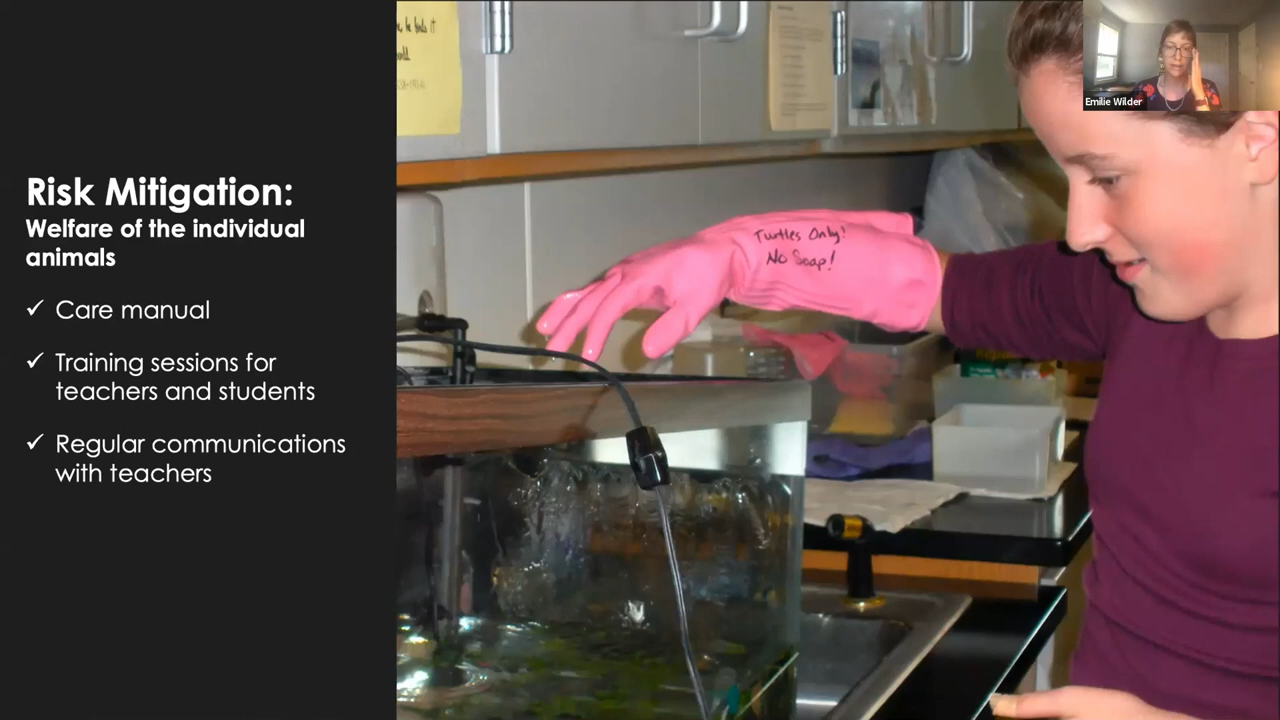 Risk Mitigation:
Welfare of the individual
animals
✓ Care manual
✓ Training sessions for
teachers and students
✓ Regular communications
with teachers
Turtles Only!
No Soap!
Emilie Wilder